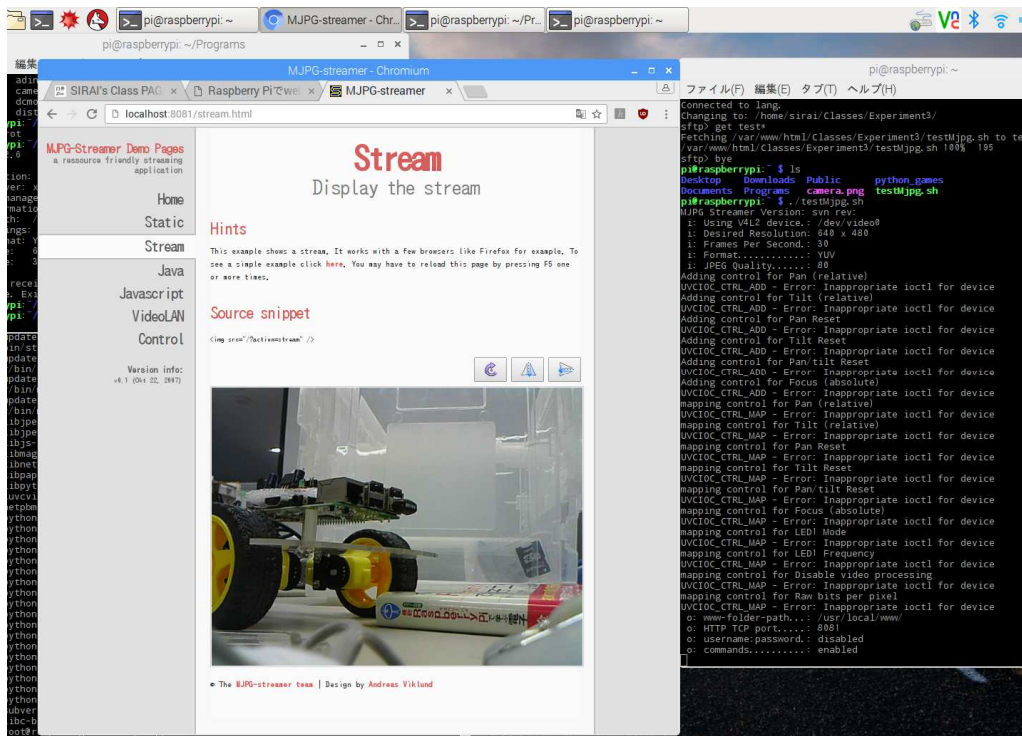 pi@raspberrypi: ~
MJPG-Streamer - Chr...
pi@raspberrypi: ~/Pr...
pi@raspberrypi: ~
pi@raspberrypi: ~/Programs
編集
MJPG-streamer - Chromium
SIRAI's Class PAG
Raspberry Piでwe
MJPG-streamer
localhost:8081/stream.html
MJPG-Streamer Demo Pages
a ressource friendly streaming
application
Home
Static
Stream
Java
Javascript
VideoLAN
Control
Version info:
v0.1 (Okt 22, 2007)
Stream
Display the stream
Hints
This example shows a stream. It works with a few browsers like Firefox for example. To
see a simple example click here. You may have to reload this page by pressing F5 one
or more times.
Source snippet
<img src="/?action=stream" />
Raspberry Pi
© The MJPG-streamer team | Design by Andreas Viklund
pi@raspberrypi: ~
ファイル(F) 編集(E) タブ(T) ヘルプ(H)
Connected to lang.
Changing to: /home/sirai/Classes/Experiment3/
sftp> get test*
Fetching /var/www/html/Classes/Experiment3/testMjpg.sh to te
/var/www/html/Classes/Experiment3/testMjpg.sh 100% 195
sftp> bye
pi@raspberrypi:~ $ ls
Desktop Downloads Public python_games
Documents Programs camera.png testMjpg.sh
pi@raspberrypi:~ $ ./testMjpg.sh
MJPG Streamer Version: svn rev:
i: Using V4L2 device.: /dev/video0
i: Desired Resolution: 640 x 480
i: Frames Per Second.: 30
i: Format............: YUV
i: JPEG Quality......: 80
Adding control for Pan (relative)
UVCIOC_CTRL_ADD - Error: Inappropriate ioctl for device
Adding control for Tilt (relative)
UVCIOC_CTRL_ADD - Error: Inappropriate ioctl for device
Adding control for Pan Reset
UVCIOC_CTRL_ADD - Error: Inappropriate ioctl for device
Adding control for Tilt Reset
UVCIOC_CTRL_ADD - Error: Inappropriate ioctl for device
Adding control for Pan/tilt Reset
UVCIOC_CTRL_ADD - Error: Inappropriate ioctl for device
Adding control for Focus (absolute)
UVCIOC_CTRL_ADD - Error: Inappropriate ioctl for device
mapping control for Pan (relative)
UVCIOC_CTRL_MAP - Error: Inappropriate ioctl for device
mapping control for Tilt (relative)
UVCIOC_CTRL_MAP - Error: Inappropriate ioctl for device
mapping control for Pan Reset
UVCIOC_CTRL_MAP - Error: Inappropriate ioctl for device
mapping control for Tilt Reset
UVCIOC_CTRL_MAP - Error: Inappropriate ioctl for device
mapping control for Pan/tilt Reset
UVCIOC_CTRL_MAP - Error: Inappropriate ioctl for device
mapping control for Focus (absolute)
UVCIOC_CTRL_MAP - Error: Inappropriate ioctl for device
mapping control for LED1 Mode
UVCIOC_CTRL_MAP - Error: Inappropriate ioctl for device
mapping control for LED1 Frequency
UVCIOC_CTRL_MAP - Error: Inappropriate ioctl for device
mapping control for Disable video processing
UVCIOC_CTRL_MAP - Error: Inappropriate ioctl for device
mapping control for Raw bits per pixel
UVCIOC_CTRL_MAP - Error: Inappropriate ioctl for device
o: www-folder-path...: /usr/local/www/
o: HTTP TCP port.....: 8081
o: username:password.: disabled
o: commands..........: enabled